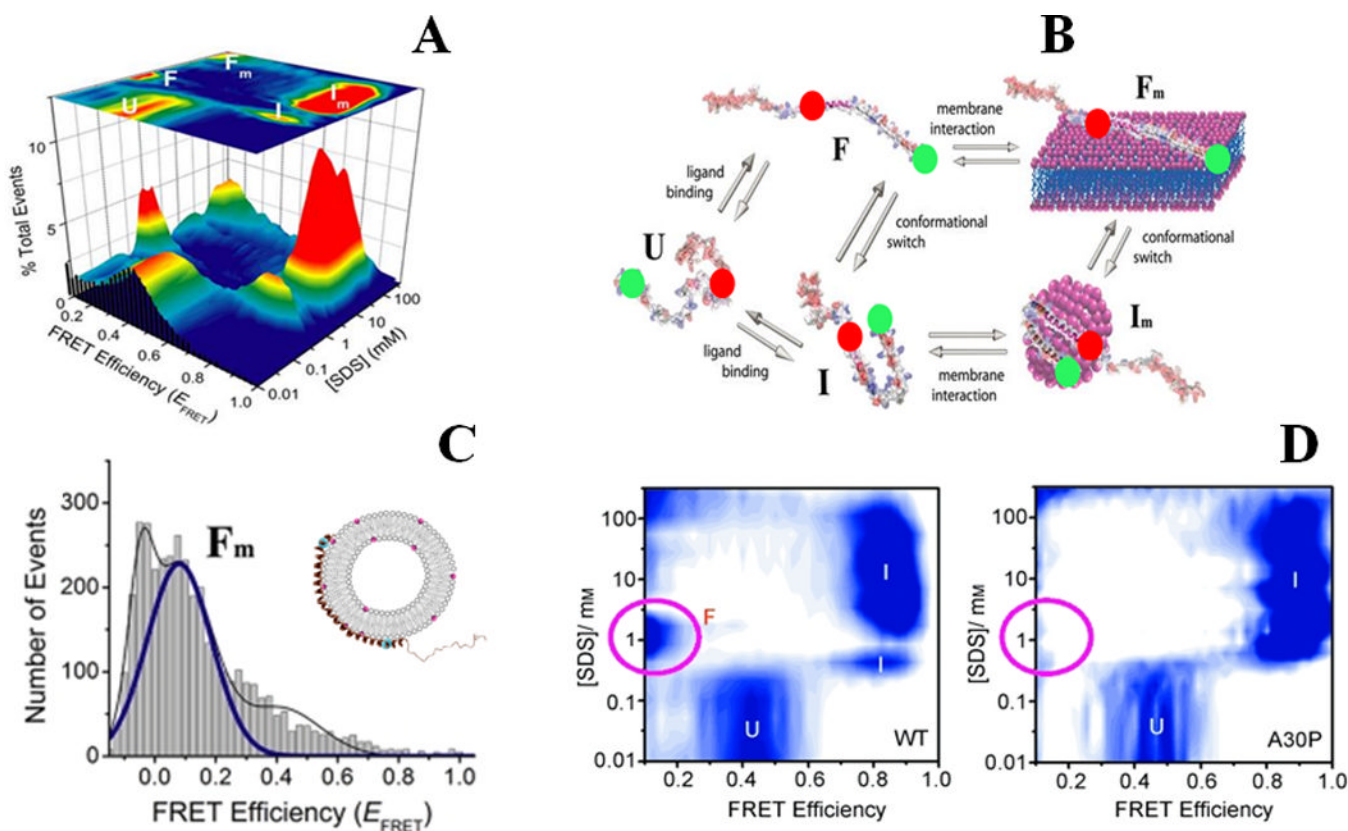 A
F
Fm
U
I
Im
% Total Events
10
5
0
0.2
0.4
0.6
0.8
1.0
FRET Efficiency (EFRET)
0.01
0.1
1
10
100
[SDS] (mM)
B
F
membrane
interaction
Fm
ligand
binding
conformational
switch
conformational
switch
U
I
Im
ligand
binding
membrane
interaction
C
Number of Events
300
200
100
0
Fm
0.0 0.2 0.4 0.6 0.8 1.0
FRET Efficiency (EFRET)
D
[SDS]/ mM
100
10
1
0.1
0.01
F
I
I
U
WT
0.2 0.4 0.6 0.8 1.0
FRET Efficiency
[SDS]/ mM
100
10
1
0.1
0.01
I
U
A30P
0.2 0.4 0.6 0.8 1.0
FRET Efficiency